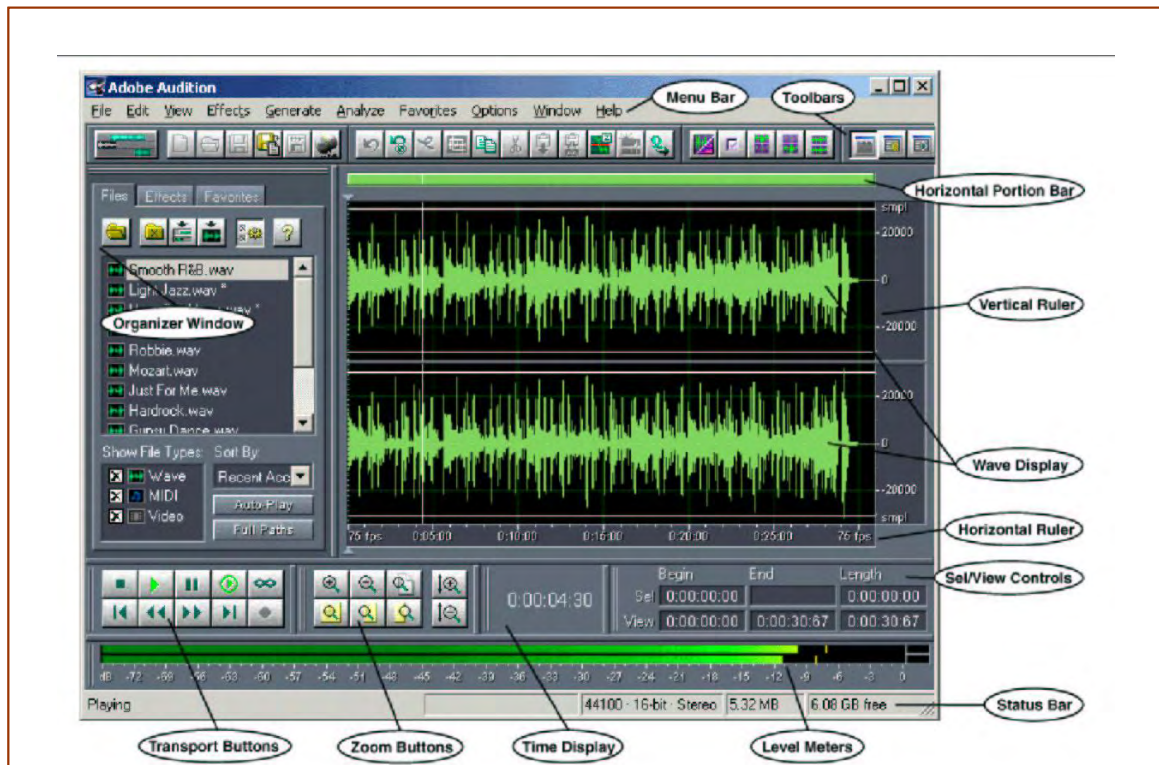 Adobe Audition
File Edit View Effects Generate Analyze Favorites Options Window Help
Menu Bar
Toolbars
Files Effects Favorites
Horizontal Portion Bar
smpl
20000
0
-20000
Smooth R&B.wav
Light Jazz.wav *
Organizer Window
Vertical Ruler
Robbie.wav
Mozart.wav
Just For Me.wav
Hardrock.wav
Gypsy Dance.wav
20000
0
-20000
smpl
Wave Display
Show File Types: Sort By:
Wave
MIDI
Video
Recent Acc
Auto-Play
Full Paths
75 fps 0:05:00 0:10:00 0:15:00 0:20:00 0:25:00 75 fps
Horizontal Ruler
Begin End Length
Sel/View Controls
0:00:04:30
Sel 0:00:00:00 0:00:00:00
View 0:00:00:00 0:00:30:67 0:00:30:67
dB -72 -69 -66 -63 -60 -57 -54 -51 -48 -45 -42 -39 -36 -33 -30 -27 -24 -21 -18 -15 -12 -9 -6 -3 0
Playing
44100 · 16-bit · Stereo 5.32 MB 6.08 GB free
Status Bar
Transport Buttons
Zoom Buttons
Time Display
Level Meters